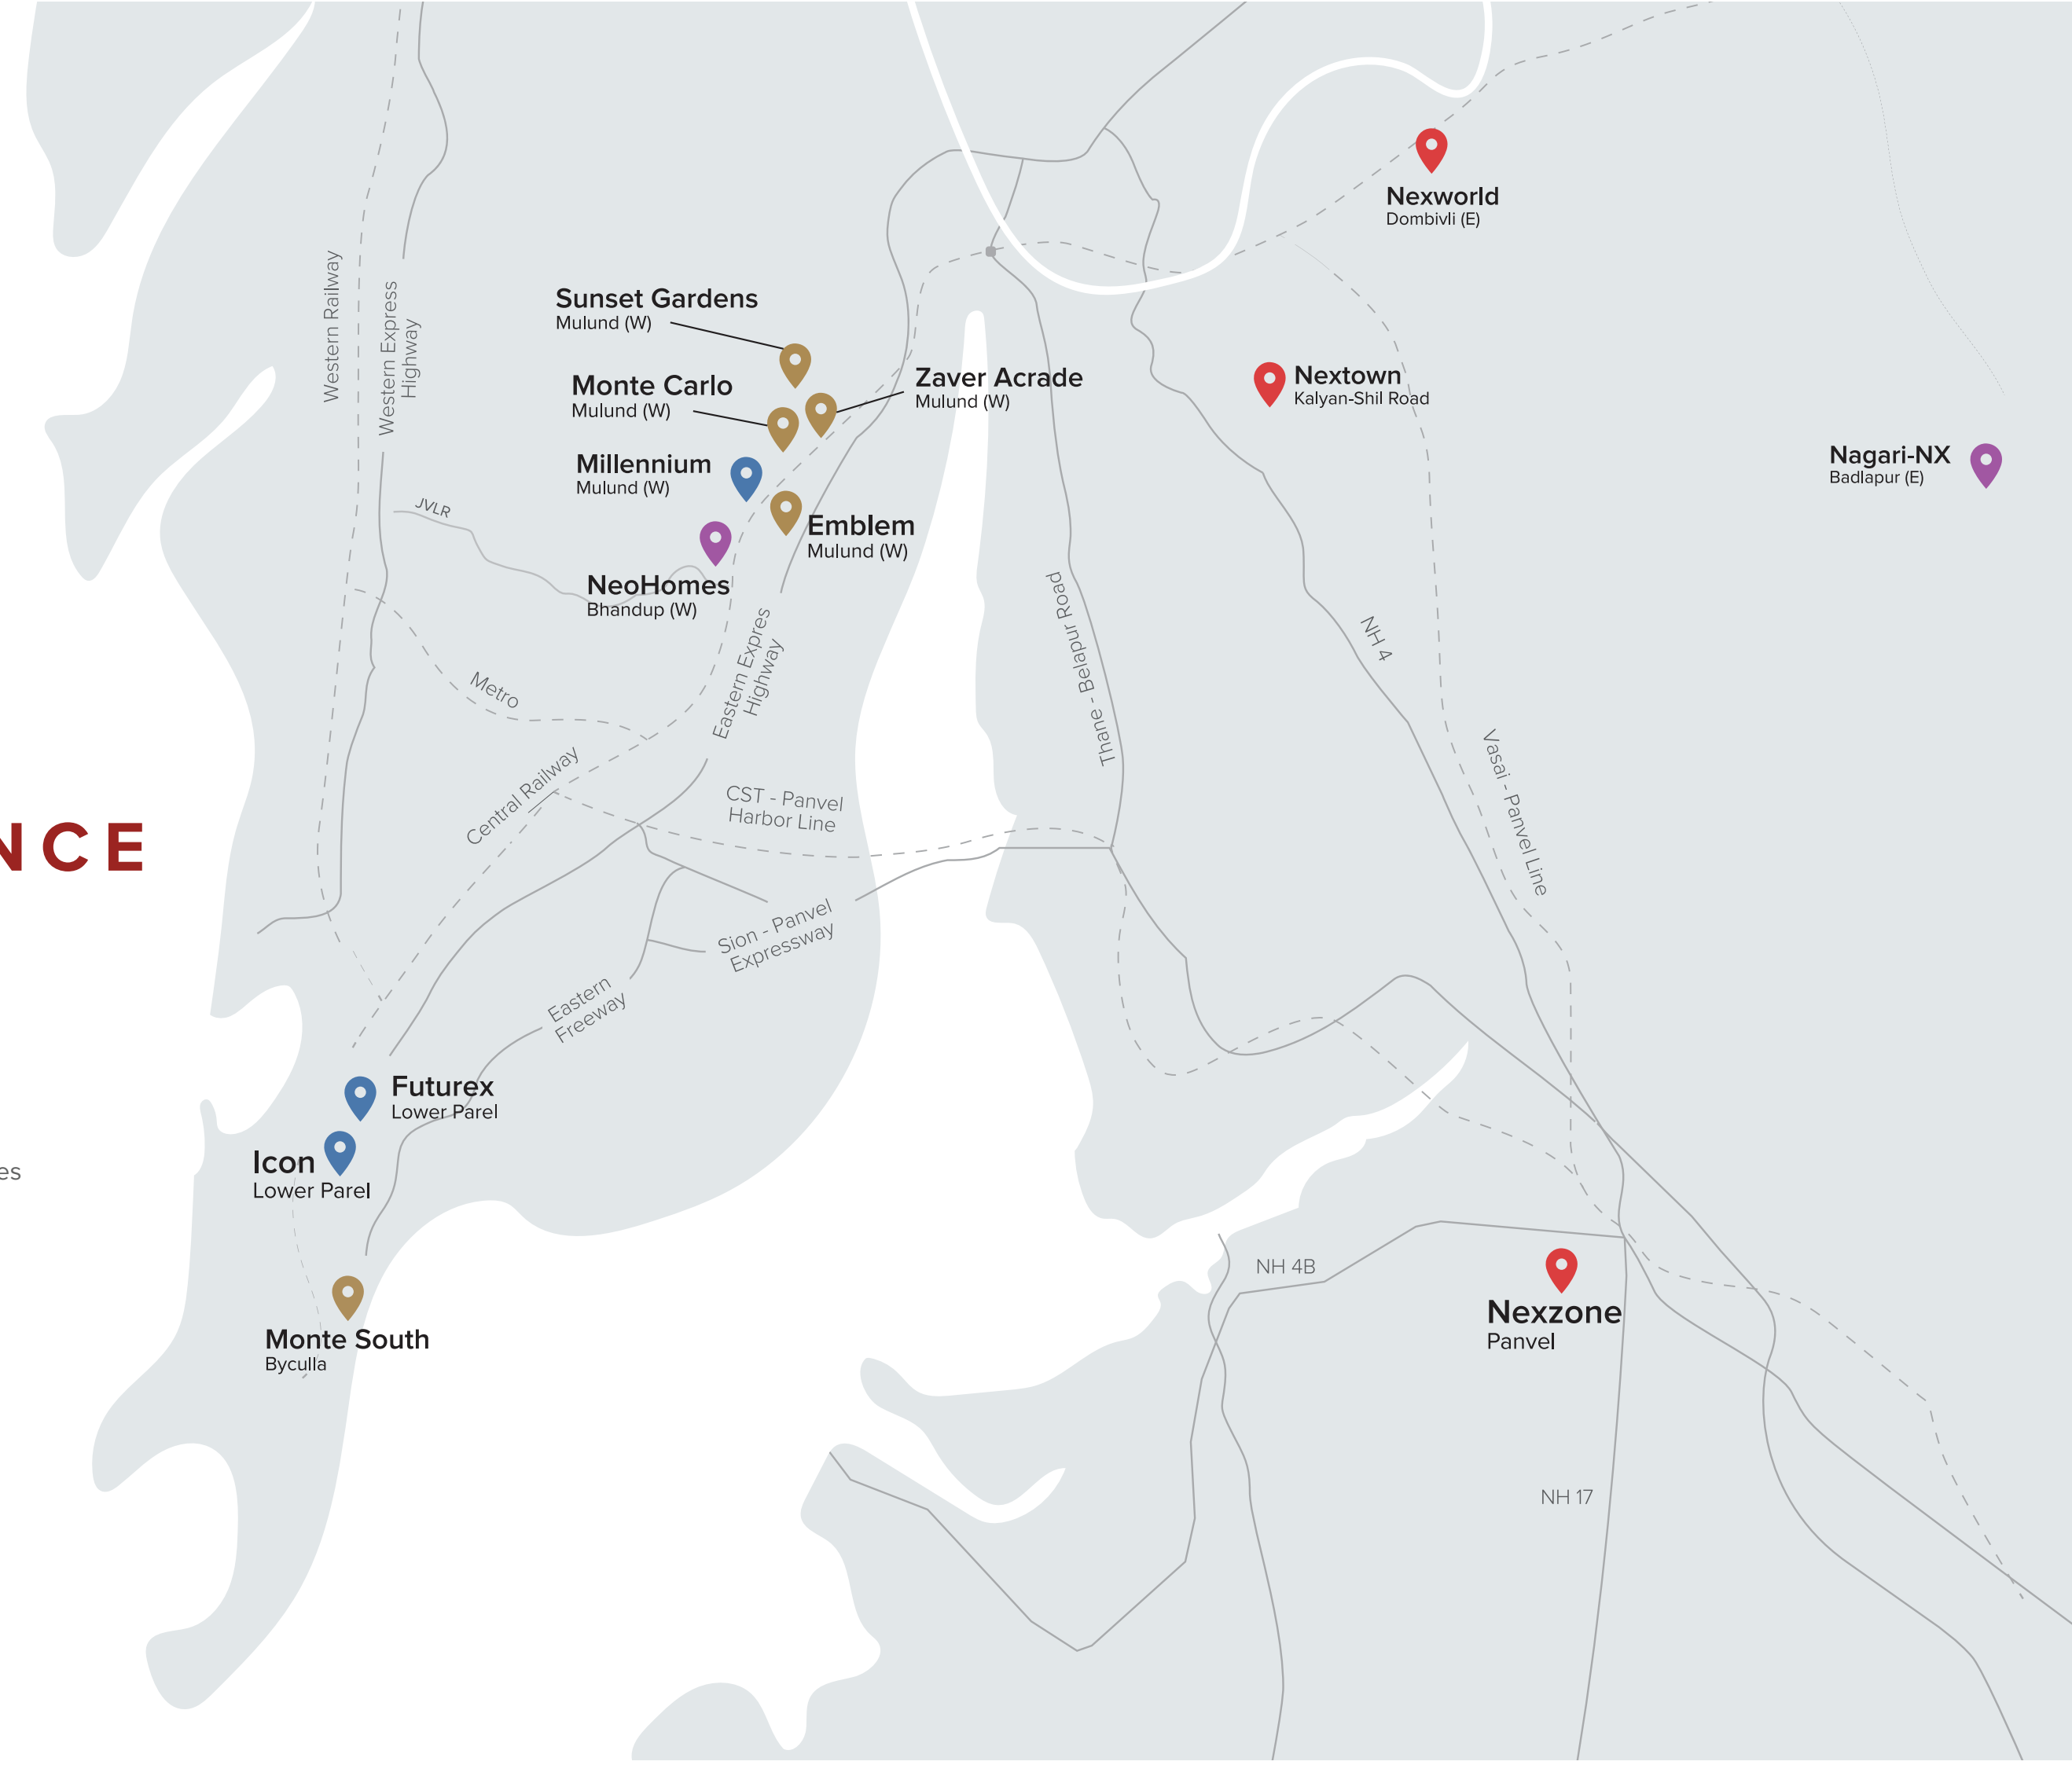 Nexworld
Dombivli (E)
Sunset Gardens
Mulund (W)
Monte Carlo
Mulund (W)
Zaver Acrade
Mulund (W)
Nextown
Kalyan-Shil Road
Millennium
Mulund (W)
Nagari-NX
Badlapur (E)
Emblem
Mulund (W)
NeoHomes
Bhandup (W)
Western Railway
Western Express
Highway
JVLR
Metro
Eastern Expres
Highway
Thane - Belapur Road
NH 4
Vasai - Panvel Line
Central Railway
CST - Panvel
Harbor Line
NCE
Sion - Panvel
Expressway
Eastern
Freeway
Futurex
Lower Parel
Icon
Lower Parel
es
NH 4B
Nexzone
Panvel
Monte South
Byculla
NH 17